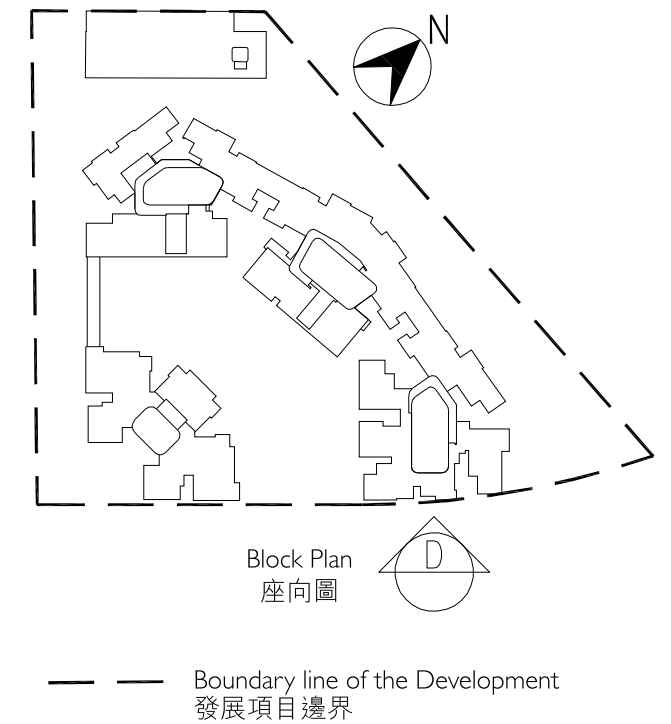 N
D
Block Plan
座向圖
Boundary line of the Development
發展項目邊界